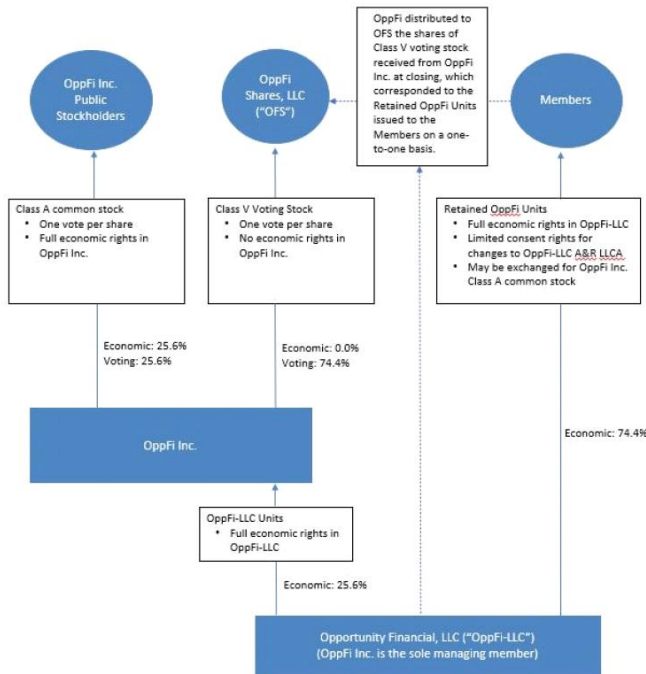 OppFi Inc.
Public
Stockholders
OppFi
Shares, LLC
(“OFS”)
OppFi distributed to
OFS the shares of
Class V voting stock
received from OppFi
Inc. at closing, which
corresponded to the
Retained OppFi Units
issued to the
Members on a one-
to-one basis.
Members
Class A common stock
• One vote per share
• Full economic rights in
OppFi Inc.
Class V Voting Stock
• One vote per share
• No economic rights in
OppFi Inc.
Retained OppFi Units
• Full economic rights in OppFi-LLC
• Limited consent rights for
changes to OppFi-LLC A&R LLCA
• May be exchanged for OppFi Inc.
Class A common stock
Economic: 25.6%
Voting: 25.6%
Economic: 0.0%
Voting: 74.4%
OppFi Inc.
Economic: 74.4%
OppFi-LLC Units
• Full economic rights in
OppFi-LLC
Economic: 25.6%
Opportunity Financial, LLC (“OppFi-LLC”)
(OppFi Inc. is the sole managing member)